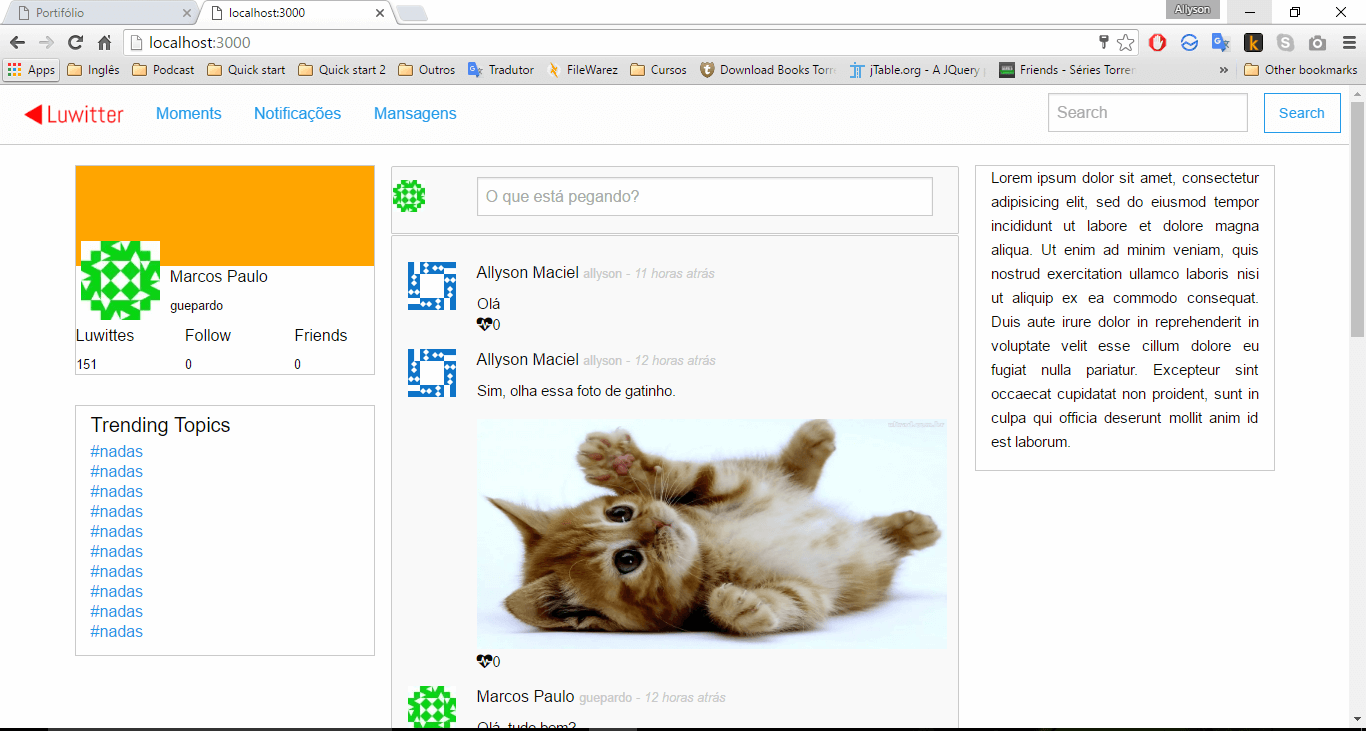 Portifólio
localhost:3000
Allyson
localhost:3000
Apps Inglês Podcast Quick start Quick start 2 Outros Tradutor FileWarez Cursos Download Books Torre jTable.org - A JQuery p Friends - Séries Torren » Other bookmarks
Luwitter Moments Notificações Mansagens Search Search
Marcos Paulo
guepardo
Luwittes Follow Friends
151 0 0
Trending Topics
#nadas
#nadas
#nadas
#nadas
#nadas
#nadas
#nadas
#nadas
#nadas
#nadas
O que está pegando?
Allyson Maciel allyson - 11 horas atrás
Olá
0
Allyson Maciel allyson - 12 horas atrás
Sim, olha essa foto de gatinho.
0
Marcos Paulo guepardo - 12 horas atrás
Olá, tudo bem?
Lorem ipsum dolor sit amet, consectetur
adipisicing elit, sed do eiusmod tempor
incididunt ut labore et dolore magna
aliqua. Ut enim ad minim veniam, quis
nostrud exercitation ullamco laboris nisi
ut aliquip ex ea commodo consequat.
Duis aute irure dolor in reprehenderit in
voluptate velit esse cillum dolore eu
fugiat nulla pariatur. Excepteur sint
occaecat cupidatat non proident, sunt in
culpa qui officia deserunt mollit anim id
est laborum.